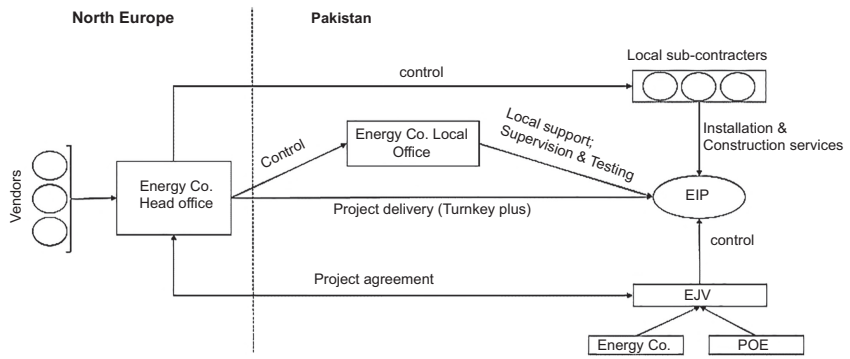 North Europe
Pakistan
Local sub-contracters
control
Energy Co. Local
Office
Local support;
Supervision & Testing
Installation &
Construction services
Control
Vendors
Energy Co.
Head office
EIP
Project delivery (Turnkey plus)
control
Project agreement
EJV
Energy Co.
POE